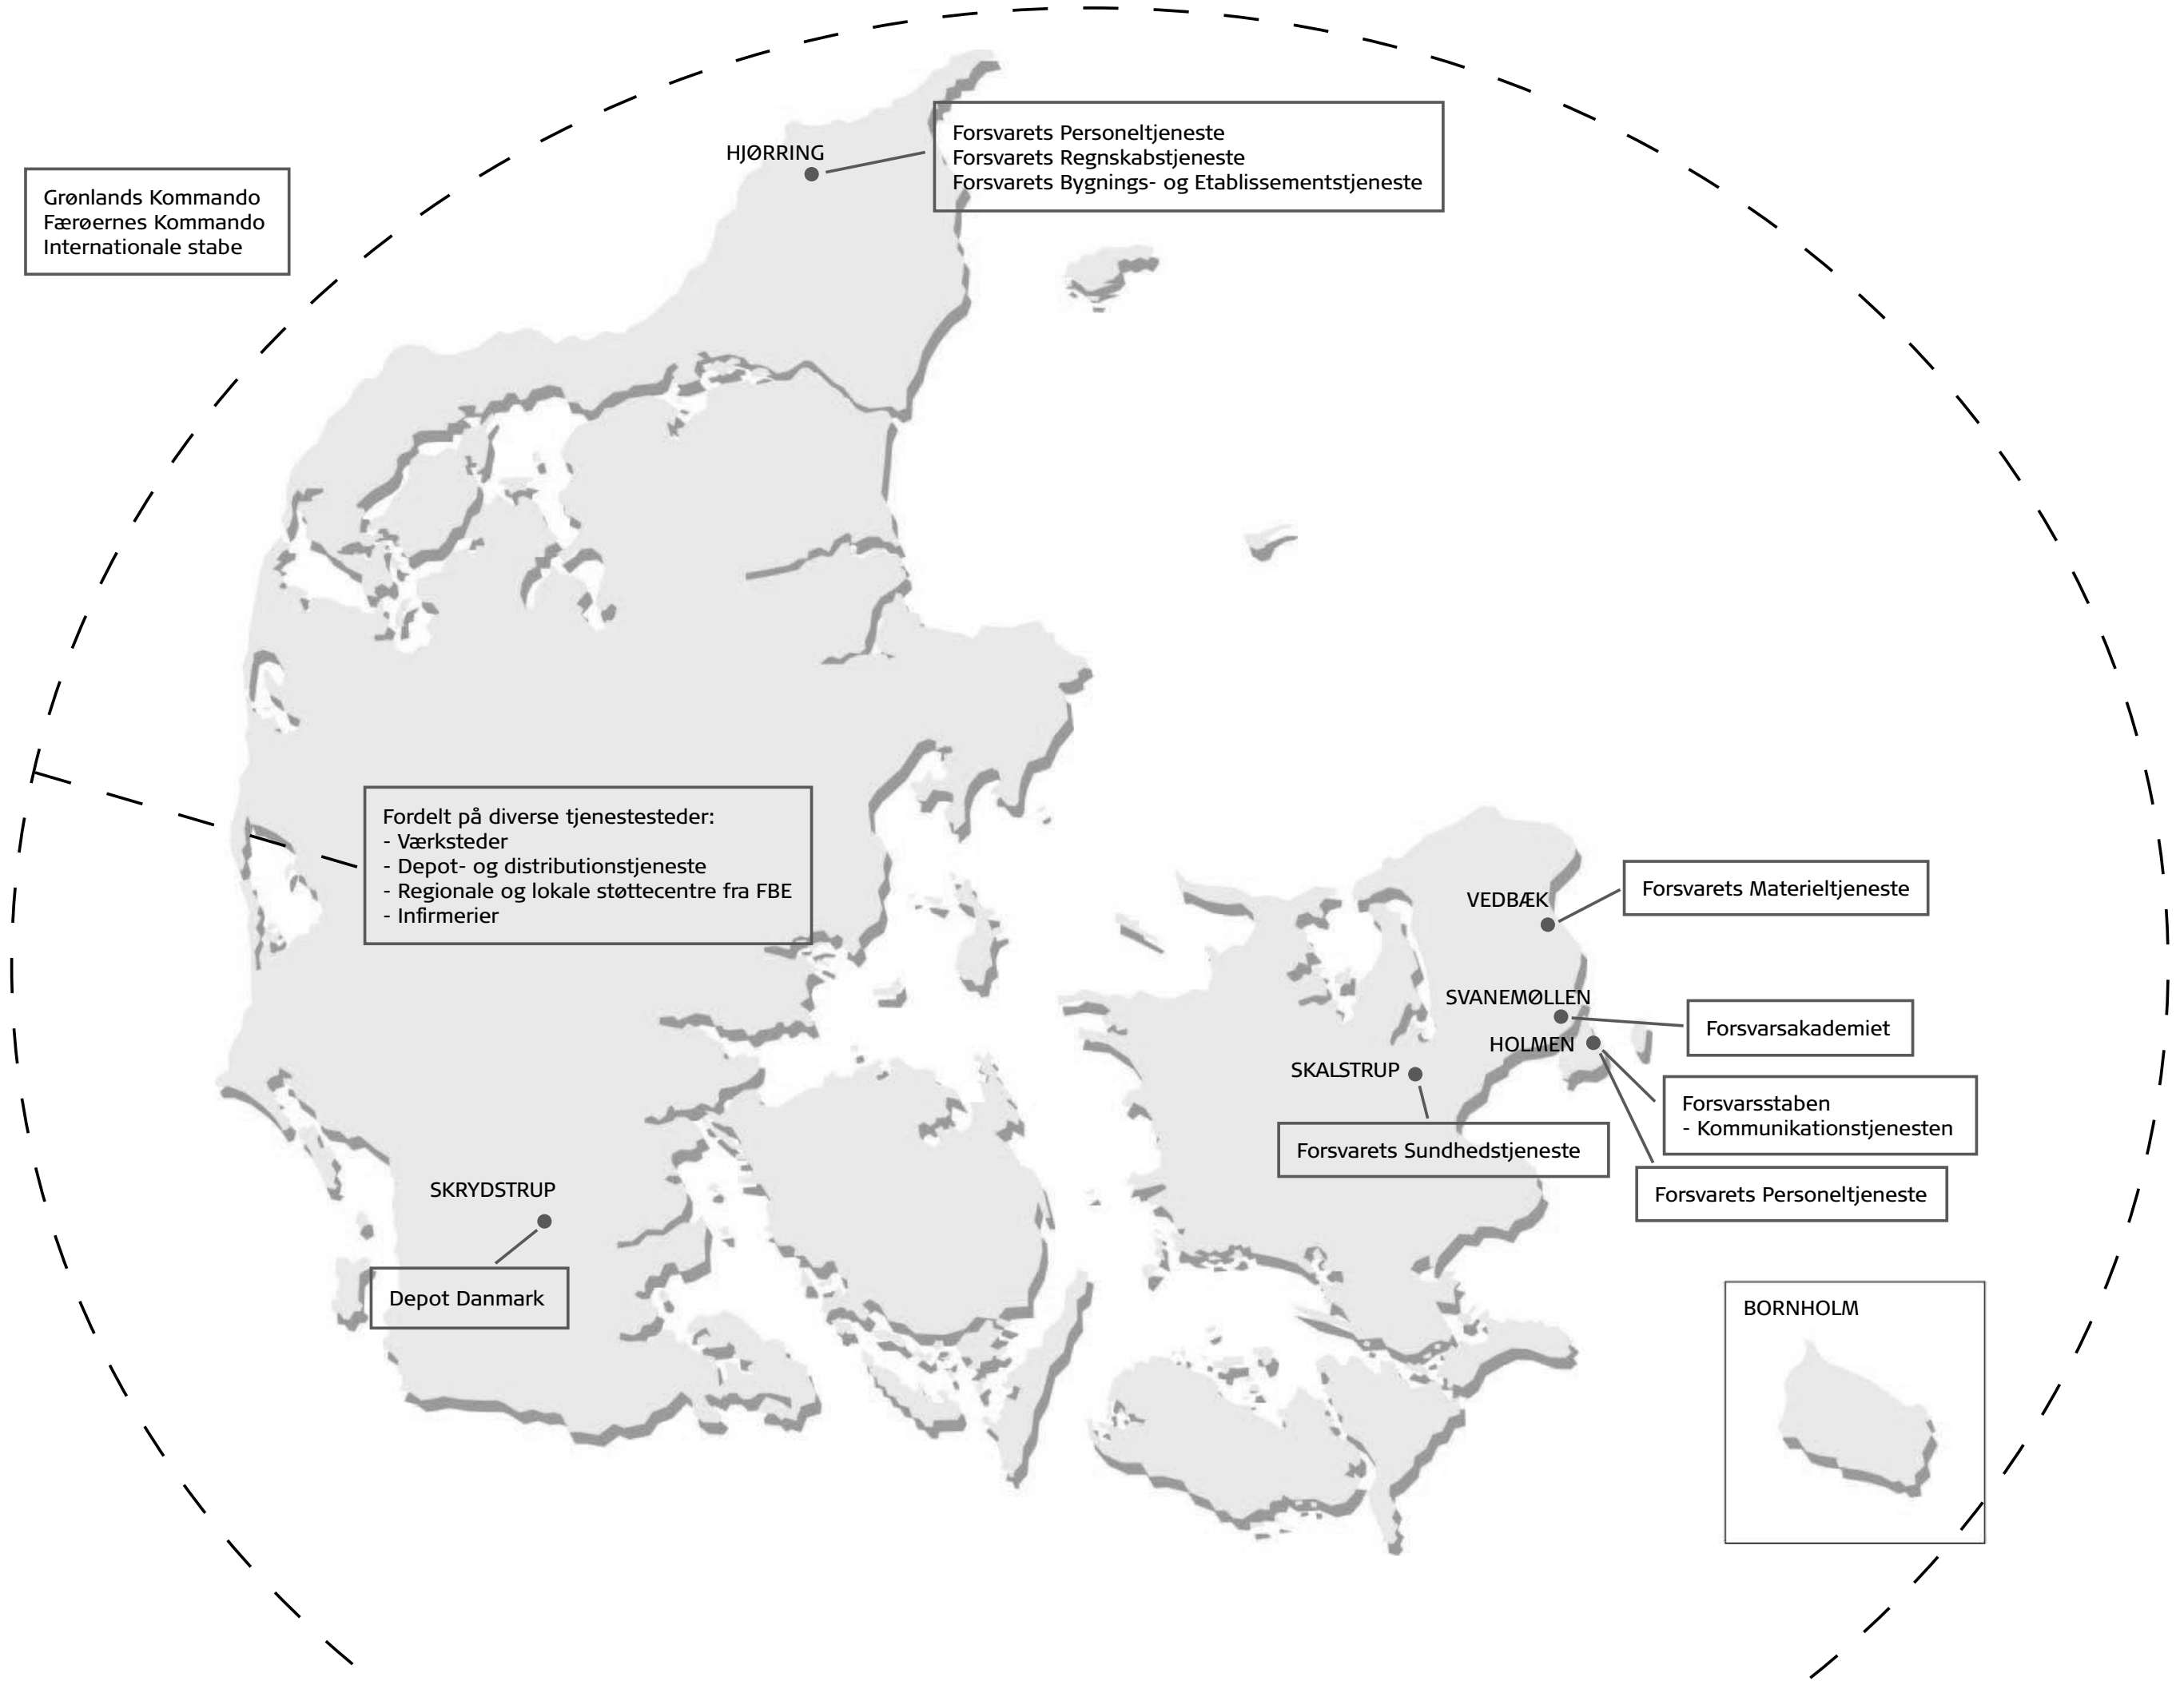 HJØRRING
Forsvarets Personeltjeneste
Forsvarets Regnskabstjeneste
Forsvarets Bygnings- og Etablissementstjeneste
Grønlands Kommando
Færøernes Kommando
Internationale stabe
Fordelt på diverse tjenestesteder:
- Værksteder
- Depot- og distributionstjeneste
- Regionale og lokale støttecentre fra FBE
- Infirmerier
VEDBÆK
Forsvarets Materieltjeneste
SVANEMØLLEN
Forsvarsakademiet
HOLMEN
SKALSTRUP
Forsvarsstaben
- Kommunikationstjenesten
Forsvarets Sundhedstjeneste
Forsvarets Personeltjeneste
SKRYDSTRUP
Depot Danmark
BORNHOLM